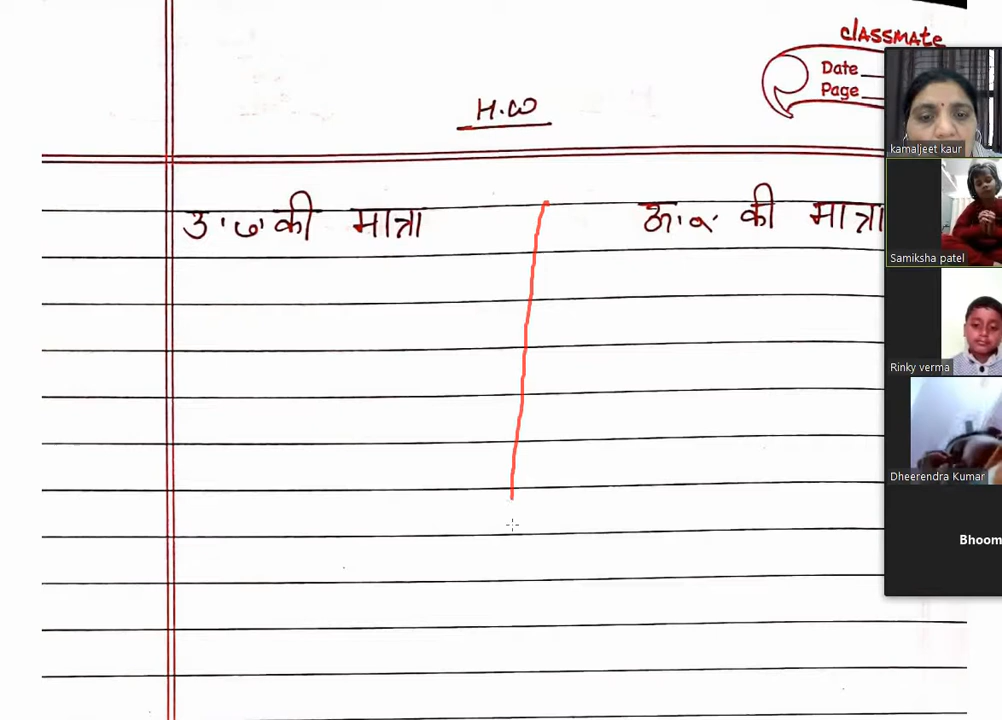 classmate
Date
Page
H.W
उ ' ु' की मात्रा
ऊ ' ू' की मात्रा
kamaljeet kaur
Samiksha patel
Rinky verma
Dheerendra Kumar
Bhoom